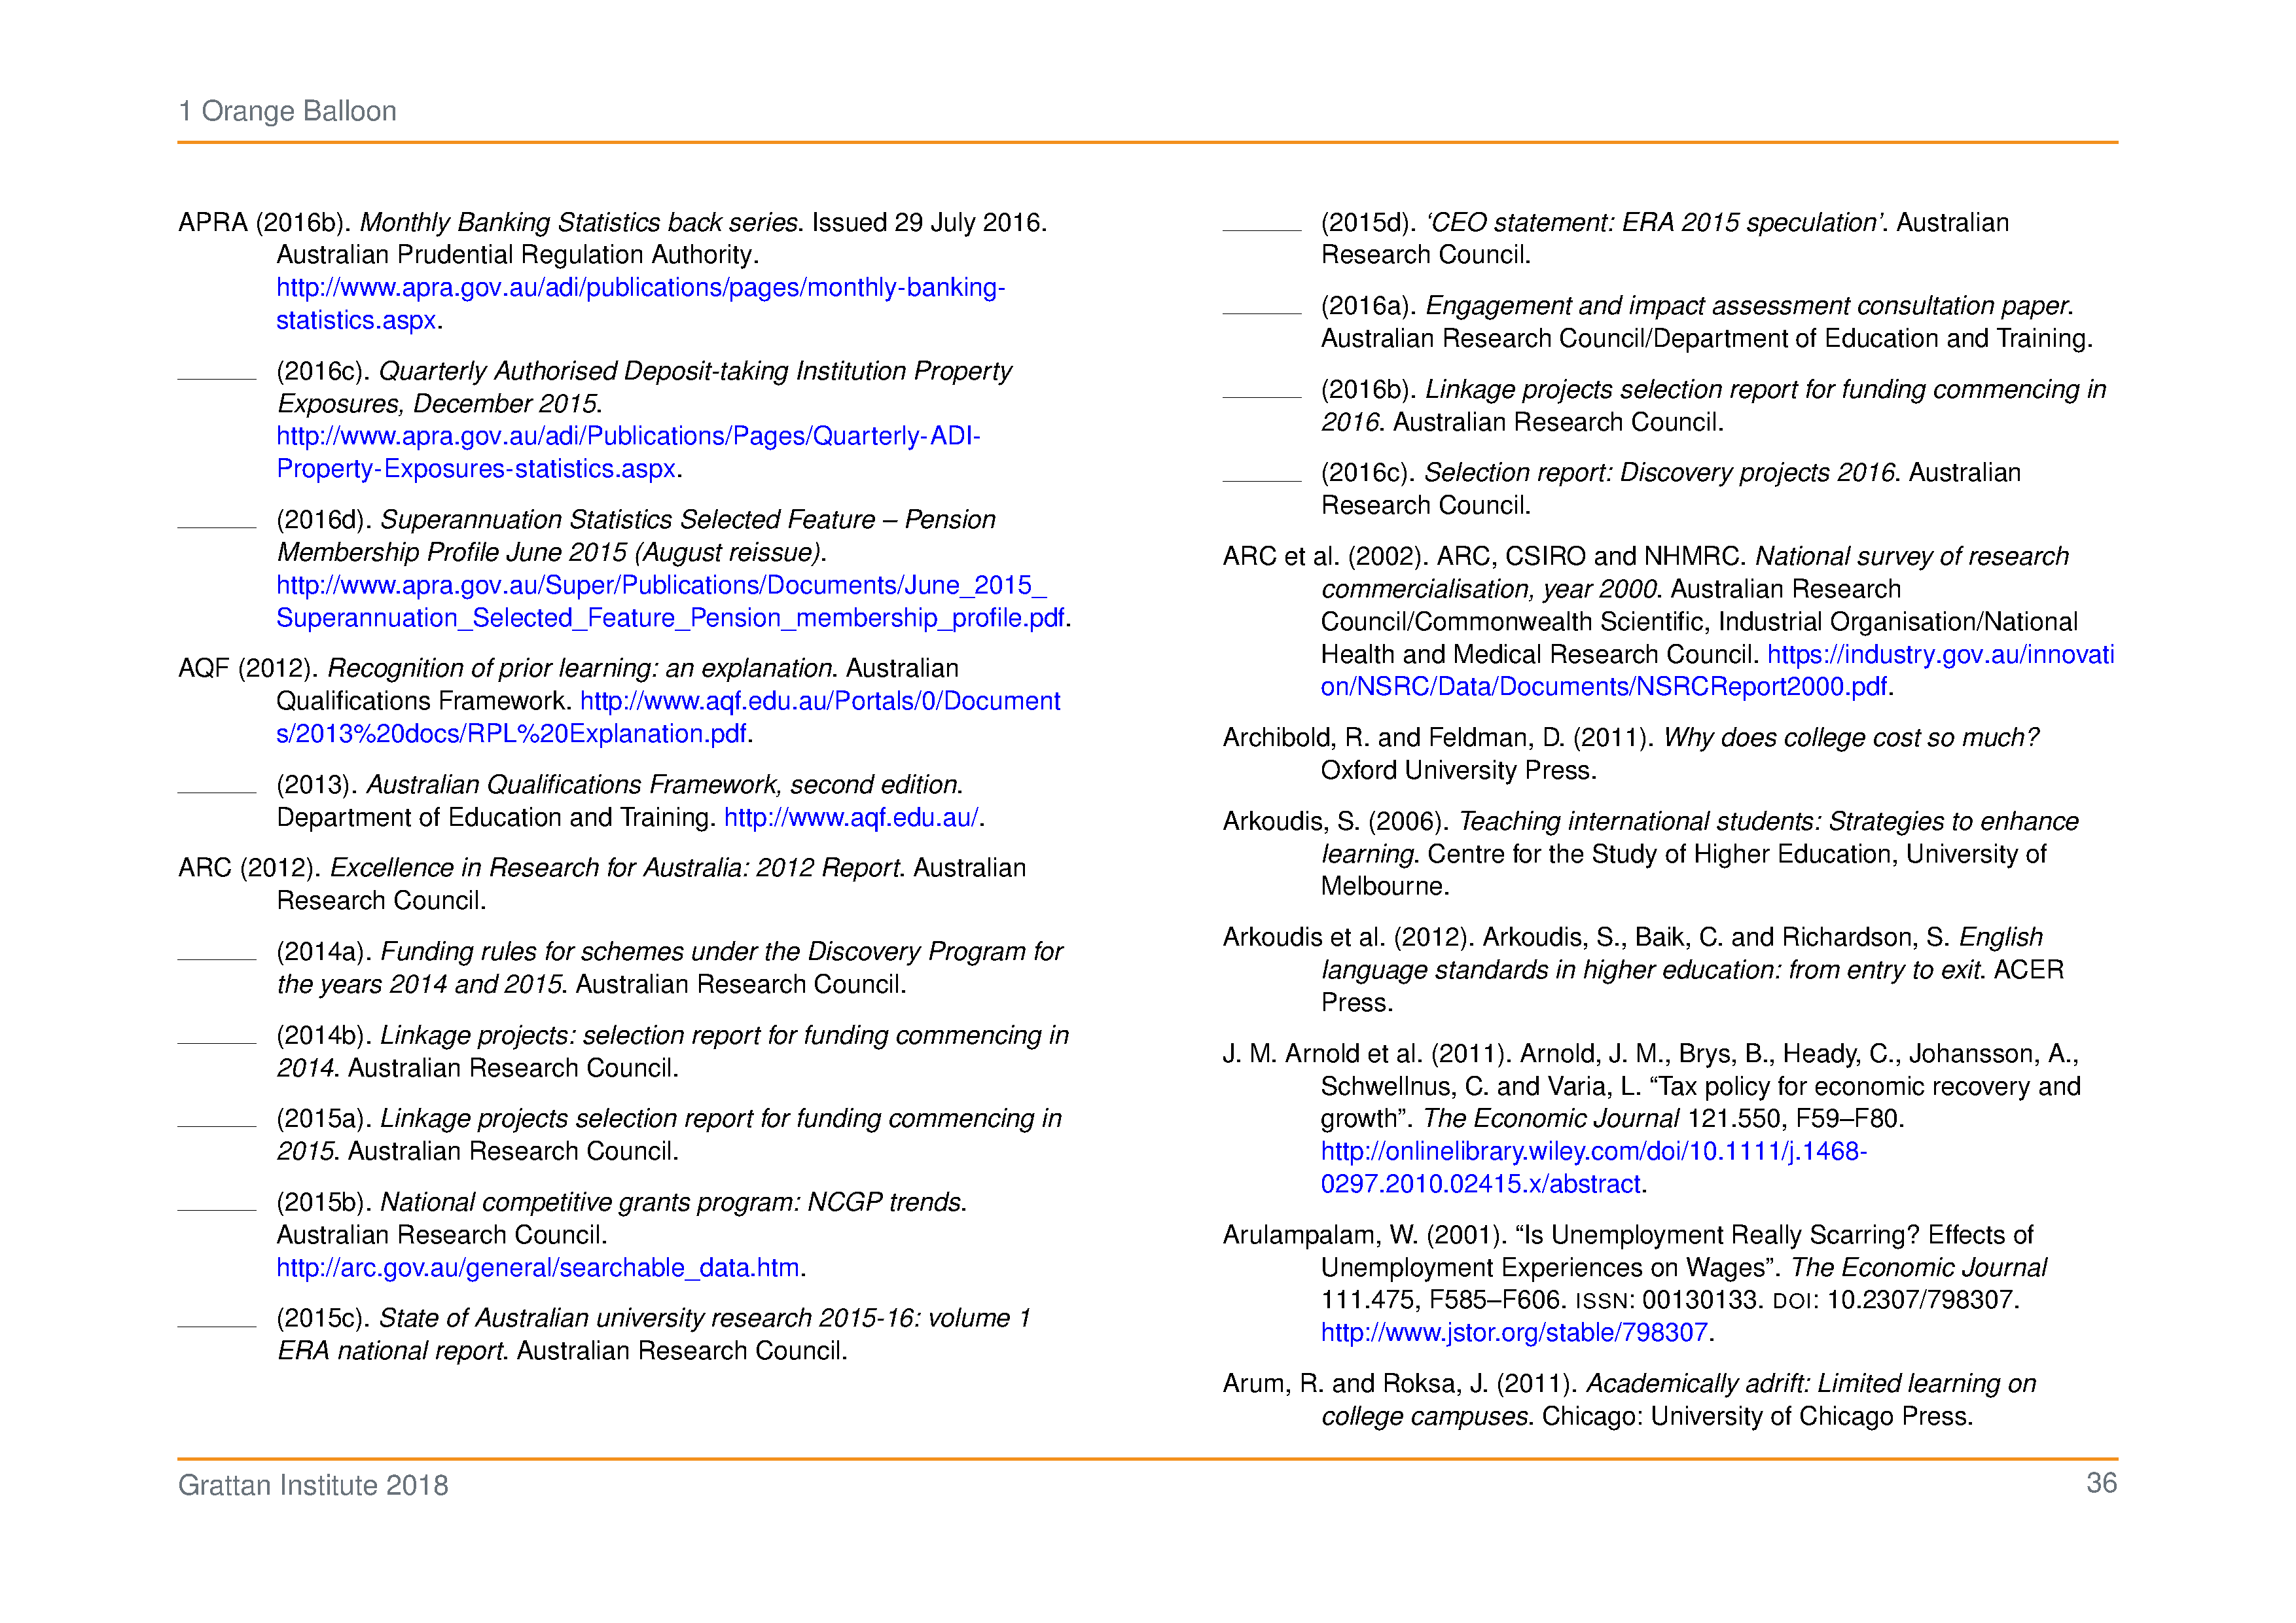 1 Orange Balloon
APRA (2016b). Monthly Banking Statistics back series. Issued 29 July 2016.
Australian Prudential Regulation Authority.
http://www.apra.gov.au/adi/publications/pages/monthly-banking-
statistics.aspx.
(2016c). Quarterly Authorised Deposit-taking Institution Property
Exposures, December 2015.
http://www.apra.gov.au/adi/Publications/Pages/Quarterly-ADI-
Property-Exposures-statistics.aspx.
(2016d). Superannuation Statistics Selected Feature – Pension
Membership Profile June 2015 (August reissue).
http://www.apra.gov.au/Super/Publications/Documents/June_2015_
Superannuation_Selected_Feature_Pension_membership_profile.pdf.
AQF (2012). Recognition of prior learning: an explanation. Australian
Qualifications Framework. http://www.aqf.edu.au/Portals/0/Document
s/2013%20docs/RPL%20Explanation.pdf.
(2013). Australian Qualifications Framework, second edition.
Department of Education and Training. http://www.aqf.edu.au/.
ARC (2012). Excellence in Research for Australia: 2012 Report. Australian
Research Council.
(2014a). Funding rules for schemes under the Discovery Program for
the years 2014 and 2015. Australian Research Council.
(2014b). Linkage projects: selection report for funding commencing in
2014. Australian Research Council.
(2015a). Linkage projects selection report for funding commencing in
2015. Australian Research Council.
(2015b). National competitive grants program: NCGP trends.
Australian Research Council.
http://arc.gov.au/general/searchable_data.htm.
(2015c). State of Australian university research 2015-16: volume 1
ERA national report. Australian Research Council.
(2015d). ‘CEO statement: ERA 2015 speculation’. Australian
Research Council.
(2016a). Engagement and impact assessment consultation paper.
Australian Research Council/Department of Education and Training.
(2016b). Linkage projects selection report for funding commencing in
2016. Australian Research Council.
(2016c). Selection report: Discovery projects 2016. Australian
Research Council.
ARC et al. (2002). ARC, CSIRO and NHMRC. National survey of research
commercialisation, year 2000. Australian Research
Council/Commonwealth Scientific, Industrial Organisation/National
Health and Medical Research Council. https://industry.gov.au/innovati
on/NSRC/Data/Documents/NSRCReport2000.pdf.
Archibold, R. and Feldman, D. (2011). Why does college cost so much?
Oxford University Press.
Arkoudis, S. (2006). Teaching international students: Strategies to enhance
learning. Centre for the Study of Higher Education, University of
Melbourne.
Arkoudis et al. (2012). Arkoudis, S., Baik, C. and Richardson, S. English
language standards in higher education: from entry to exit. ACER
Press.
J. M. Arnold et al. (2011). Arnold, J. M., Brys, B., Heady, C., Johansson, A.,
Schwellnus, C. and Varia, L. “Tax policy for economic recovery and
growth”. The Economic Journal 121.550, F59–F80.
http://onlinelibrary.wiley.com/doi/10.1111/j.1468-
0297.2010.02415.x/abstract.
Arulampalam, W. (2001). “Is Unemployment Really Scarring? Effects of
Unemployment Experiences on Wages”. The Economic Journal
111.475, F585–F606. ISSN: 00130133. DOI: 10.2307/798307.
http://www.jstor.org/stable/798307.
Arum, R. and Roksa, J. (2011). Academically adrift: Limited learning on
college campuses. Chicago: University of Chicago Press.
Grattan Institute 2018
36